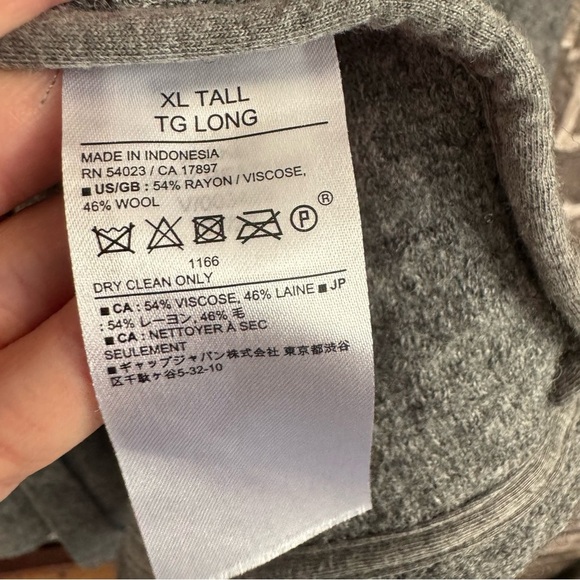 XL TALL
TG LONG
MADE IN INDONESIA
RN 54023 / CA 17897
■ US/GB : 54% RAYON / VISCOSE,
46% WOOL
P ®
1166
DRY CLEAN ONLY
■ CA : 54% VISCOSE, 46% LAINE ■ JP
: 54% レーヨン, 46% 毛
■ CA : NETTOYER À SEC
SEULEMENT
■ ギャップジャパン株式会社 東京都渋谷
区千駄ヶ谷5-32-10